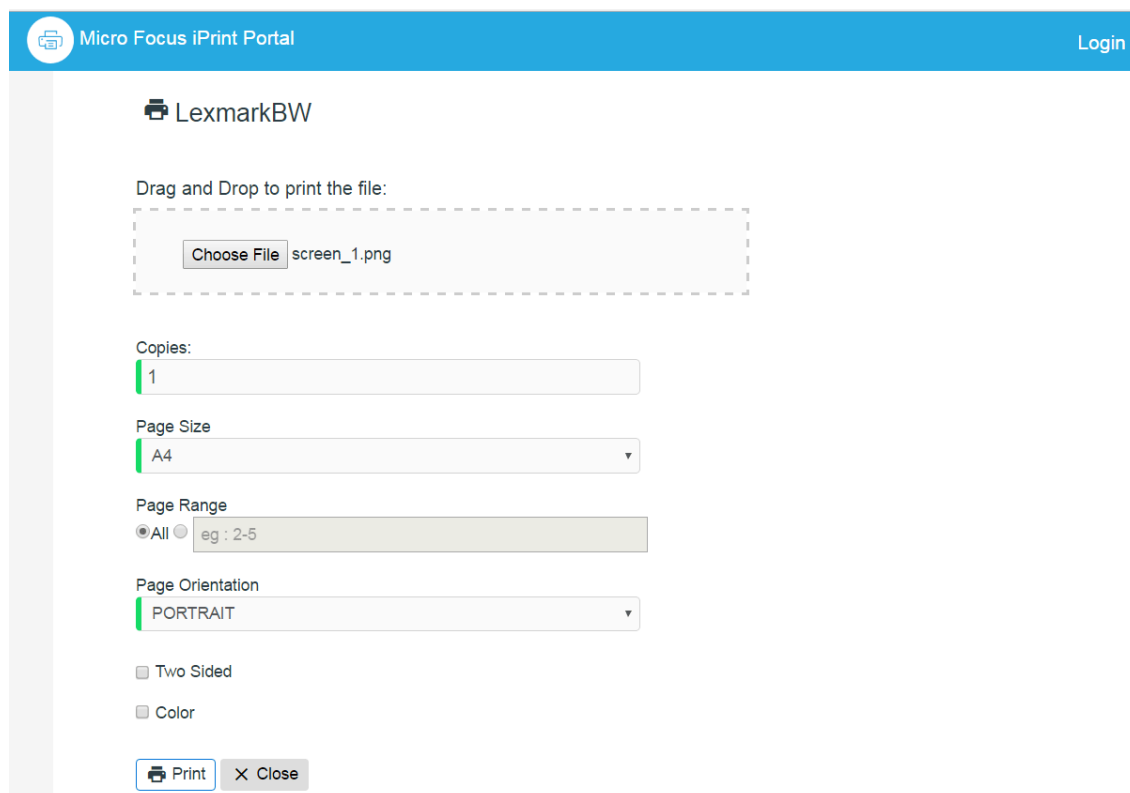 Micro Focus iPrint Portal
Login
LexmarkBW
Drag and Drop to print the file:
Choose File screen_1.png
Copies:
1
Page Size
A4
Page Range
All eg : 2-5
Page Orientation
PORTRAIT
Two Sided
Color
Print Close